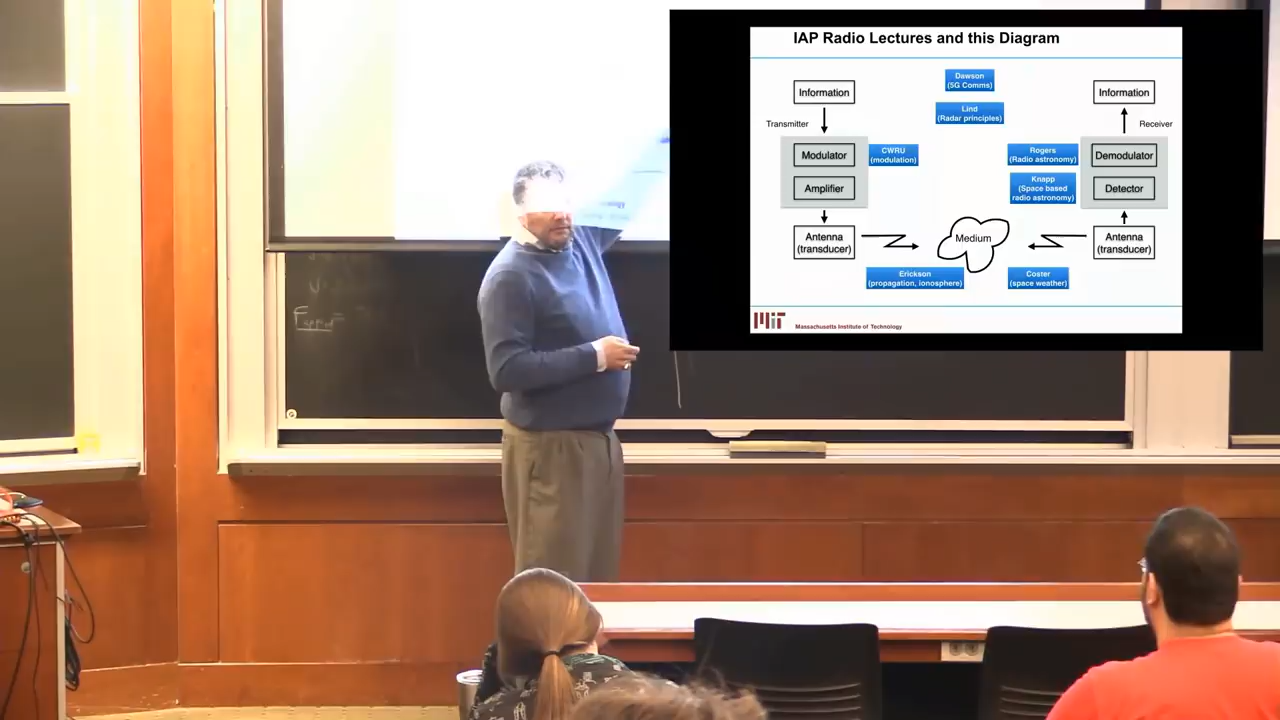 IAP Radio Lectures and this Diagram
Dawson
(5G Comms)
Information
Information
Lind
(Radar principles)
Transmitter
Receiver
Modulator
CWRU
(modulation)
Rogers
(Radio astronomy)
Demodulator
Amplifier
Knapp
(Space based
radio astronomy)
Detector
Antenna
(transducer)
Medium
Antenna
(transducer)
Erickson
(propagation, ionosphere)
Coster
(space weather)
MIT
Massachusetts Institute of Technology